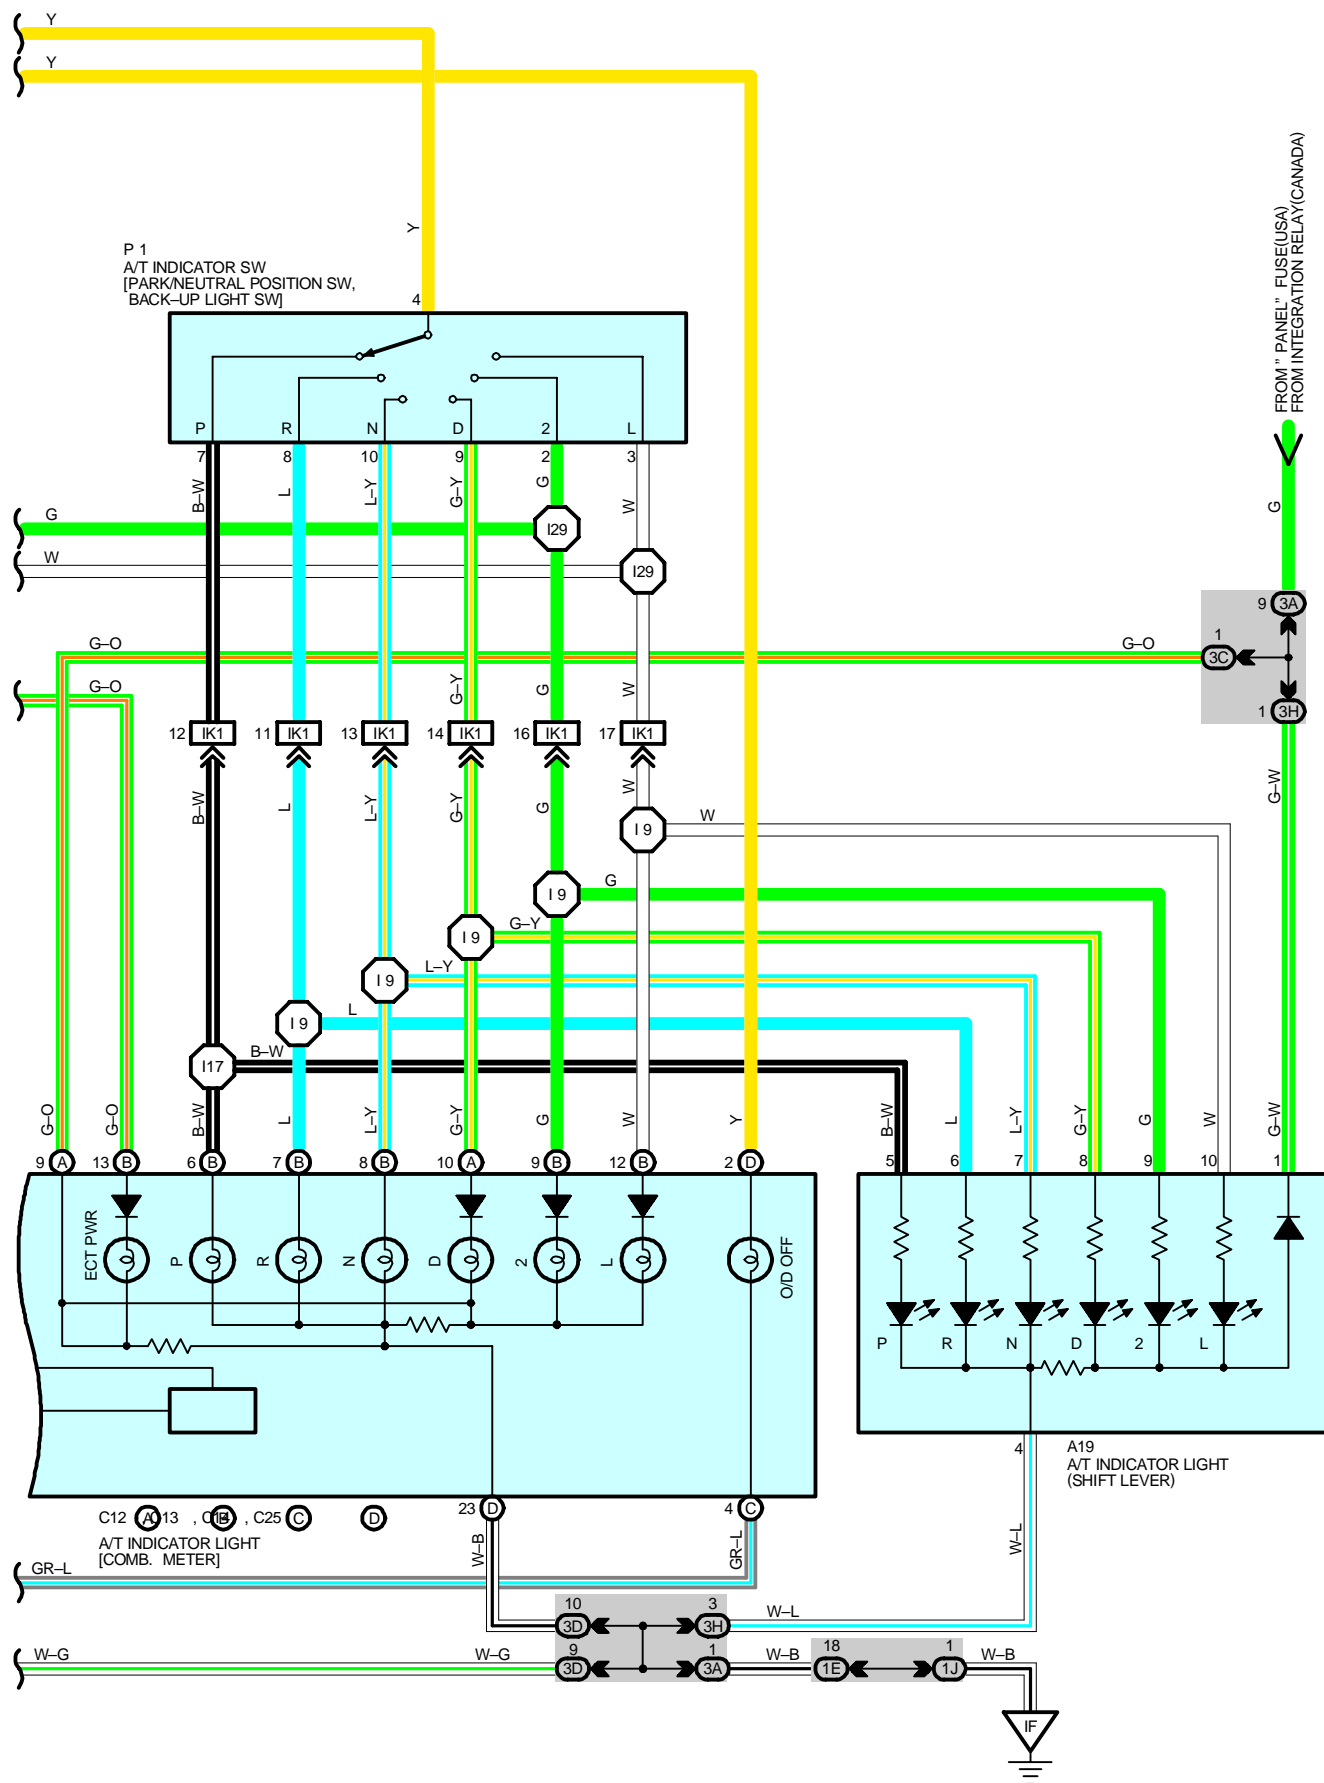 Y
Y
Y
P 1
A/T INDICATOR SW
[PARK/NEUTRAL POSITION SW,
BACK–UP LIGHT SW]
4
FROM " PANEL" FUSE(USA)
FROM INTEGRATION RELAY(CANADA)
P R N D 2 L
7 8 10 9 2 3
B–W L L–Y G–Y G W G
G
I29
W
I29
9 3A
1
3C
G–O
G–O
1 3H
G–O
G–Y G W
12 IK1 11 IK1 13 IK1 14 IK1 16 IK1 17 IK1
B–W L L–Y G–Y G W G–W
I 9 W
I 9 G
I 9 G–Y
I 9 L–Y
I 9 L
I17 B–W
G–O G–O B–W L L–Y G–Y G W Y B–W L L–Y G–Y G W G–W
9 A 13 B 6 B 7 B 8 B 10 A 9 B 12 B 2 D 5 6 7 8 9 10 1
ECT PWR P R N D 2 L O/D OFF
P R N D 2 L
4
A19
A/T INDICATOR LIGHT
(SHIFT LEVER)
C12 A C13 B , C14 , C25 C D
A/T INDICATOR LIGHT
[COMB. METER]
23 D 4 C
W–B GR–L W–L
GR–L
10 3
3D 3H W–L
W–G W–G
9 1
3D 3A W–B
18 1
1E 1J W–B
IF